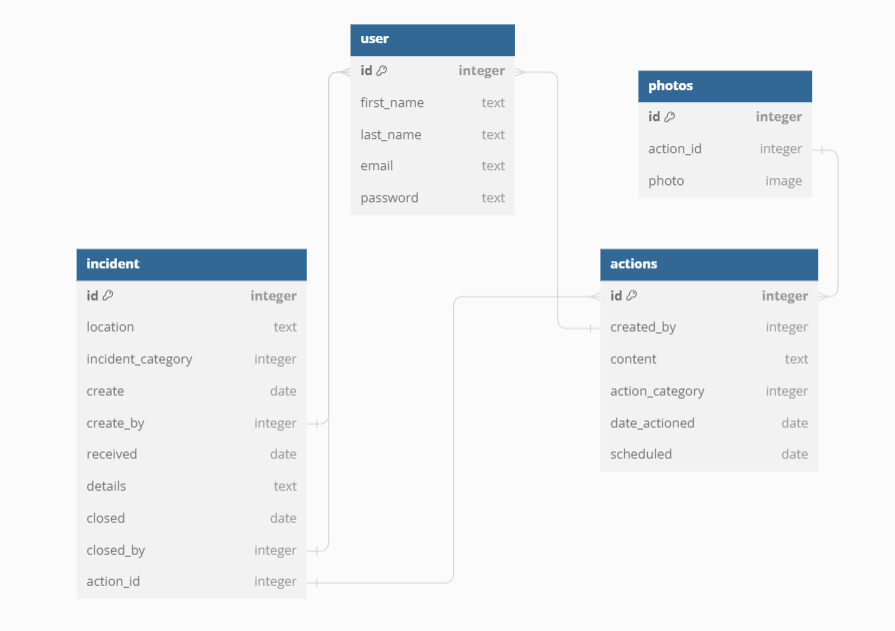 user
id integer
first_name text
last_name text
email text
password text
photos
id integer
action_id integer
photo image
incident
id integer
location text
incident_category integer
create date
create_by integer
received date
details text
closed date
closed_by integer
action_id integer
actions
id integer
created_by integer
content text
action_category integer
date_actioned date
scheduled date